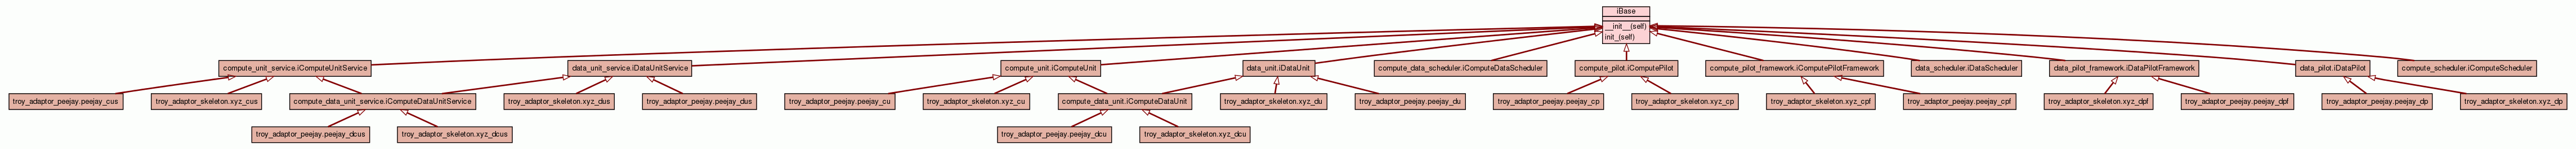 iBase
__init__(self)
init_(self)
compute_unit_service.iComputeUnitService
data_unit_service.iDataUnitService
compute_unit.iComputeUnit
data_unit.iDataUnit
compute_data_scheduler.iComputeDataScheduler
compute_pilot.iComputePilot
compute_pilot_framework.iComputePilotFramework
data_scheduler.iDataScheduler
data_pilot_framework.iDataPilotFramework
data_pilot.iDataPilot
compute_scheduler.iComputeScheduler
troy_adaptor_peejay.peejay_cus
troy_adaptor_skeleton.xyz_cus
compute_data_unit_service.iComputeDataUnitService
troy_adaptor_skeleton.xyz_dus
troy_adaptor_peejay.peejay_dus
troy_adaptor_peejay.peejay_cu
troy_adaptor_skeleton.xyz_cu
compute_data_unit.iComputeDataUnit
troy_adaptor_skeleton.xyz_du
troy_adaptor_peejay.peejay_du
troy_adaptor_peejay.peejay_cp
troy_adaptor_skeleton.xyz_cp
troy_adaptor_skeleton.xyz_cpf
troy_adaptor_peejay.peejay_cpf
troy_adaptor_skeleton.xyz_dpf
troy_adaptor_peejay.peejay_dpf
troy_adaptor_peejay.peejay_dp
troy_adaptor_skeleton.xyz_dp
troy_adaptor_peejay.peejay_dcus
troy_adaptor_skeleton.xyz_dcus
troy_adaptor_peejay.peejay_dcu
troy_adaptor_skeleton.xyz_dcu